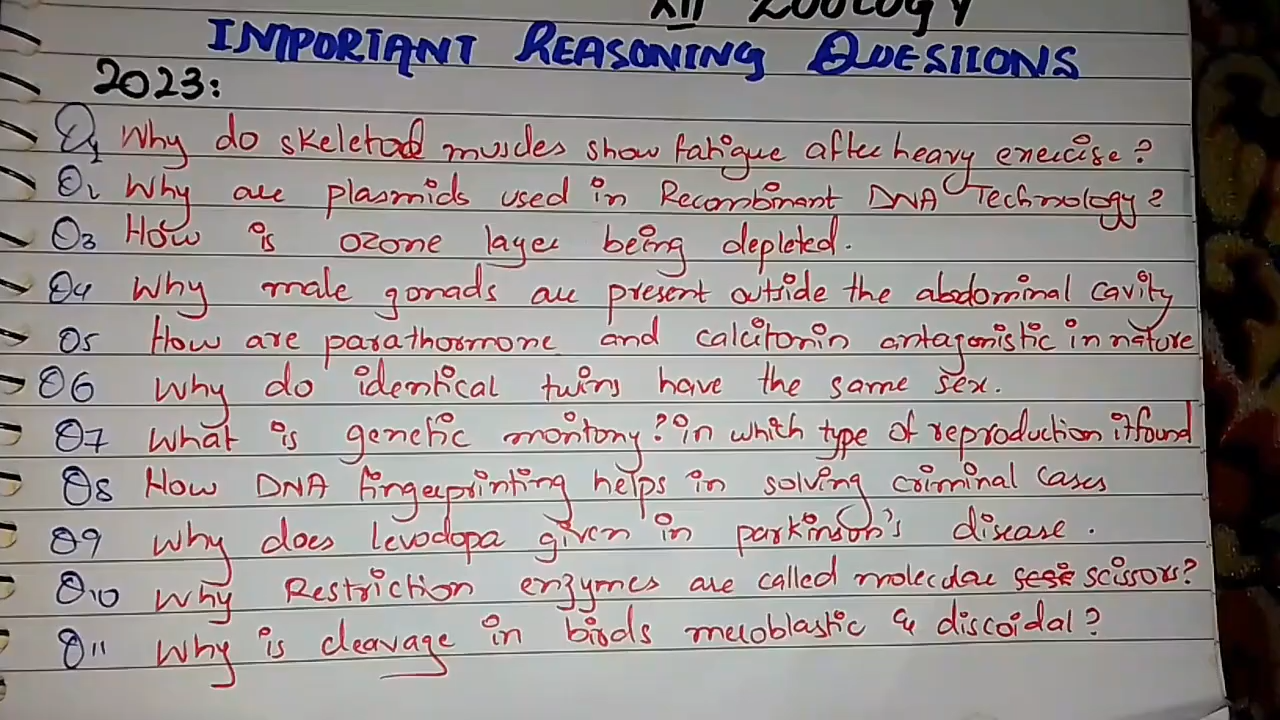 XII ZOOLOGY
IMPORTANT REASONING QUESTIONS
2023:
Q1 Why do skeletal muscles show fatigue after heavy exercise?
Q2 Why are plasmids used in Recombinant DNA Technology?
Q3 How is ozone layer being depleted.
Q4 Why male gonads are present outside the abdominal cavity
Q5 How are parathormone and calcitonin antagonistic in nature
Q6 Why do identical twins have the same sex.
Q7 What is genetic montony? in which type of reproduction it found
Q8 How DNA fingerprinting helps in solving criminal cases
Q9 Why does levodopa given in parkinson's disease.
Q10 Why Restriction enzymes are called molecular scissors?
Q11 Why is cleavage in birds meroblastic & discoidal?